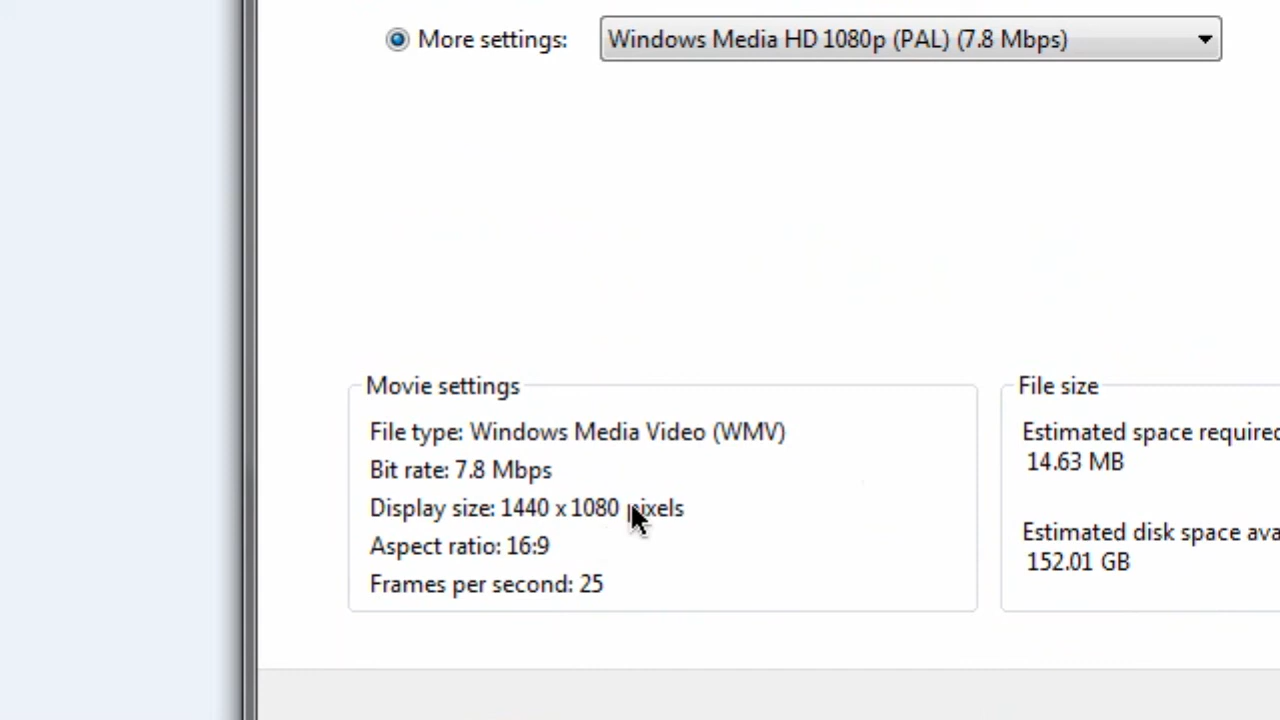 More settings: Windows Media HD 1080p (PAL) (7.8 Mbps)
Movie settings
File type: Windows Media Video (WMV)
Bit rate: 7.8 Mbps
Display size: 1440 x 1080 pixels
Aspect ratio: 16:9
Frames per second: 25
File size
Estimated space required
14.63 MB
Estimated disk space ava
152.01 GB